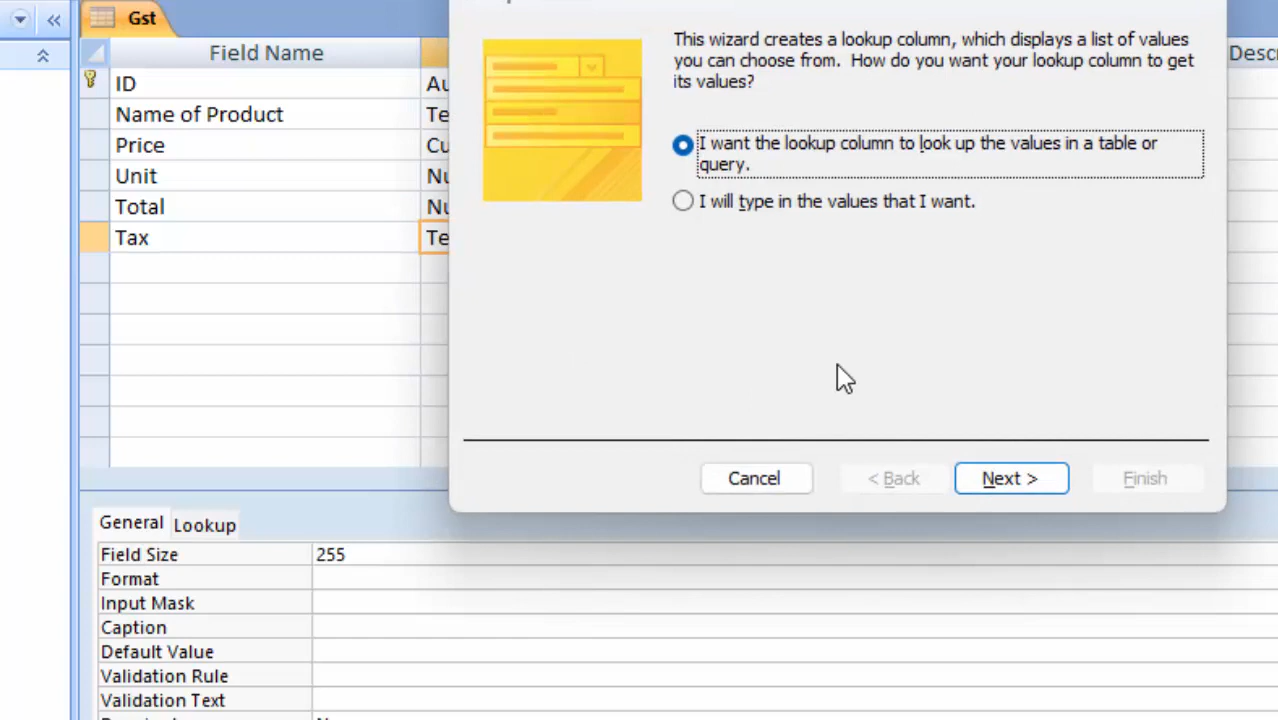 Gst
Field Name
Descr
ID
Au
Name of Product
Te
Price
Cu
Unit
Nu
Total
Nu
Tax
Te
This wizard creates a lookup column, which displays a list of values
you can choose from. How do you want your lookup column to get
its values?
I want the lookup column to look up the values in a table or
query.
I will type in the values that I want.
Cancel
< Back
Next >
Finish
General
Lookup
Field Size
255
Format
Input Mask
Caption
Default Value
Validation Rule
Validation Text